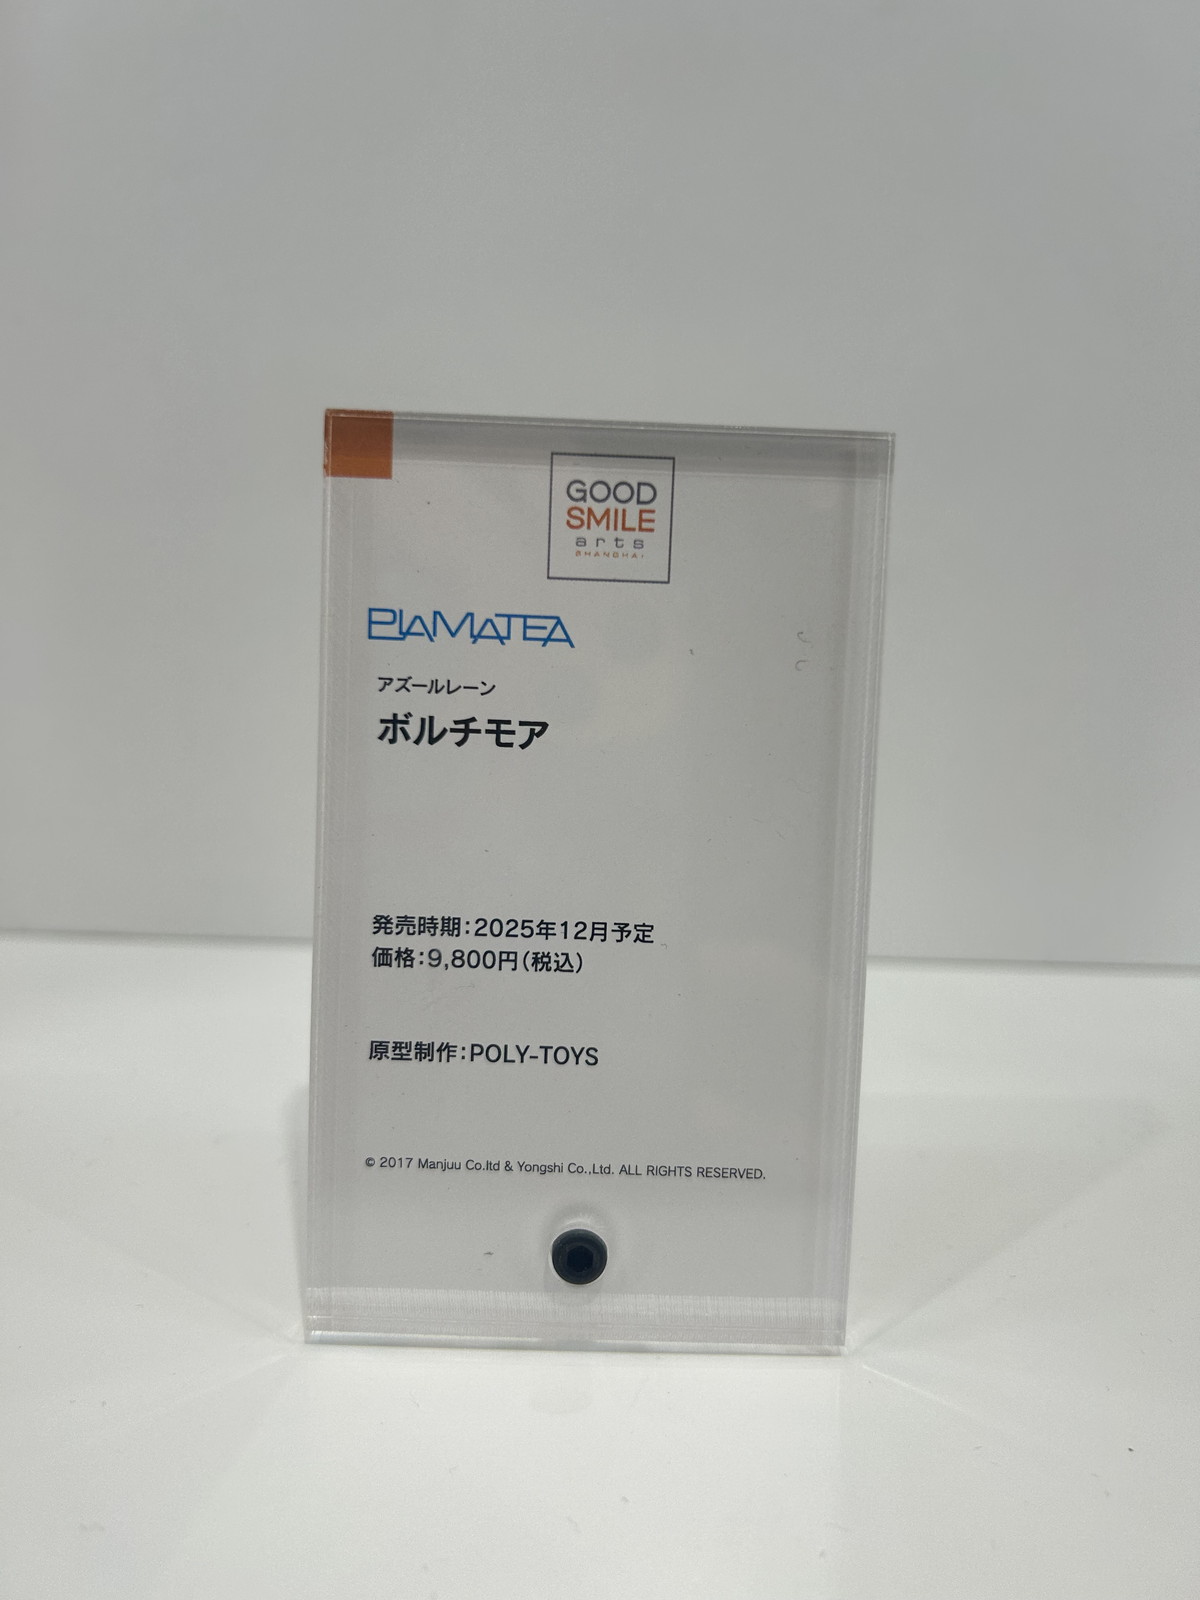 GOOD
SMILE
arts
SHANGHAI
PLAMATEA
アズールレーン
ボルチモア
発売時期:2025年12月予定
価格:9,800円(税込)
原型制作:POLY-TOYS
© 2017 Manjuu Co.ltd & Yongshi Co.,Ltd. ALL RIGHTS RESERVED.